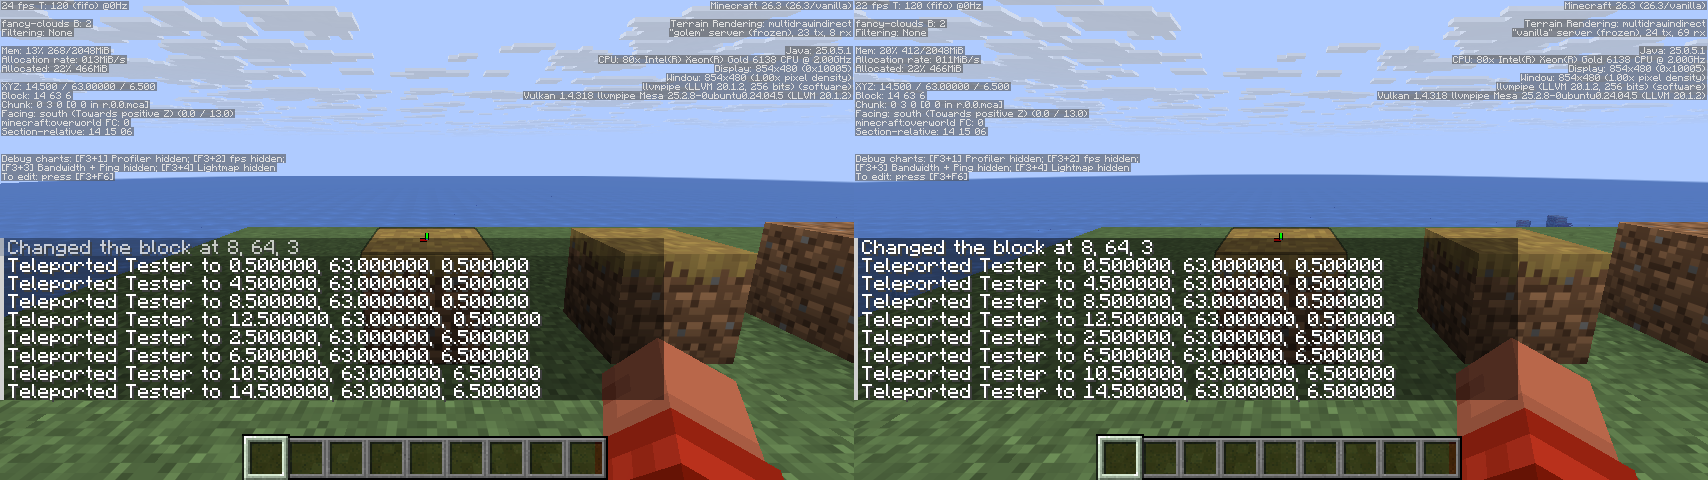 24 fps T: 120 (fifo) @0Hz
fancy-clouds B: 2
Filtering: None
Mem: 13% 268/2048MiB
Allocation rate: 013MiB/s
Allocated: 22% 466MiB
XYZ: 14.500 / 63.00000 / 6.500
Block: 14 63 6
Chunk: 0 3 0 [0 0 in r.0.0.mca]
Facing: south (Towards positive Z) (0.0 / 13.0)
minecraft:overworld FC: 0
Section-relative: 14 15 06
Debug charts: [F3+1] Profiler hidden; [F3+2] fps hidden;
[F3+3] Bandwidth + Ping hidden; [F3+4] Lightmap hidden
To edit: press [F3+F6]
Minecraft 26.3 (26.3/vanilla)
Terrain Rendering: multidrawindirect
"golem" server (frozen), 23 tx, 8 rx
Java: 25.0.5.1
CPU: 80x Intel(R) Xeon(R) Gold 6138 CPU @ 2.00GHz
Display: 854x480 (0x10005)
Window: 854x480 (1.00x pixel density)
llvmpipe (LLVM 20.1.2, 256 bits) (software)
Vulkan 1.4.318 llvmpipe Mesa 25.2.8-0ubuntu0.24.04.5 (LLVM 20.1.2)
Changed the block at 8, 64, 3
Teleported Tester to 0.500000, 63.000000, 0.500000
Teleported Tester to 4.500000, 63.000000, 0.500000
Teleported Tester to 8.500000, 63.000000, 0.500000
Teleported Tester to 12.500000, 63.000000, 0.500000
Teleported Tester to 2.500000, 63.000000, 6.500000
Teleported Tester to 6.500000, 63.000000, 6.500000
Teleported Tester to 10.500000, 63.000000, 6.500000
Teleported Tester to 14.500000, 63.000000, 6.500000
22 fps T: 120 (fifo) @0Hz
fancy-clouds B: 2
Filtering: None
Mem: 20% 412/2048MiB
Allocation rate: 011MiB/s
Allocated: 22% 466MiB
XYZ: 14.500 / 63.00000 / 6.500
Block: 14 63 6
Chunk: 0 3 0 [0 0 in r.0.0.mca]
Facing: south (Towards positive Z) (0.0 / 13.0)
minecraft:overworld FC: 0
Section-relative: 14 15 06
Debug charts: [F3+1] Profiler hidden; [F3+2] fps hidden;
[F3+3] Bandwidth + Ping hidden; [F3+4] Lightmap hidden
To edit: press [F3+F6]
Minecraft 26.3 (26.3/vanilla)
Terrain Rendering: multidrawindirect
"vanilla" server (frozen), 24 tx, 69 rx
Java: 25.0.5.1
CPU: 80x Intel(R) Xeon(R) Gold 6138 CPU @ 2.00GHz
Display: 854x480 (0x10005)
Window: 854x480 (1.00x pixel density)
llvmpipe (LLVM 20.1.2, 256 bits) (software)
Vulkan 1.4.318 llvmpipe Mesa 25.2.8-0ubuntu0.24.04.5 (LLVM 20.1.2)
Changed the block at 8, 64, 3
Teleported Tester to 0.500000, 63.000000, 0.500000
Teleported Tester to 4.500000, 63.000000, 0.500000
Teleported Tester to 8.500000, 63.000000, 0.500000
Teleported Tester to 12.500000, 63.000000, 0.500000
Teleported Tester to 2.500000, 63.000000, 6.500000
Teleported Tester to 6.500000, 63.000000, 6.500000
Teleported Tester to 10.500000, 63.000000, 6.500000
Teleported Tester to 14.500000, 63.000000, 6.500000